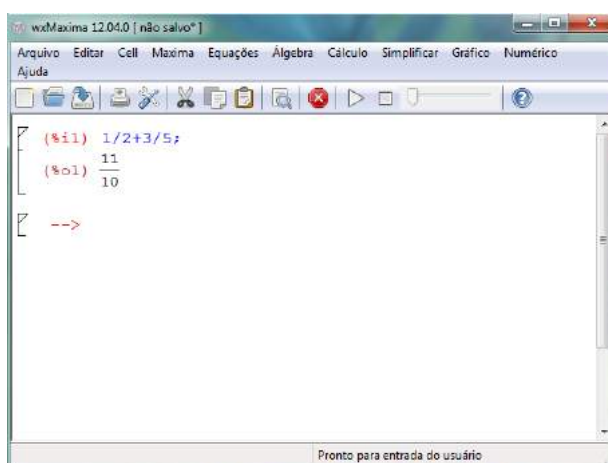 wxMaxima 12.04.0 [ não salvo* ]
Arquivo Editar Cell Maxima Equações Álgebra Cálculo Simplificar Gráfico Numérico
Ajuda
(%i1) 1/2+3/5;
(%o1) 11
10
-->
Pronto para entrada do usuário